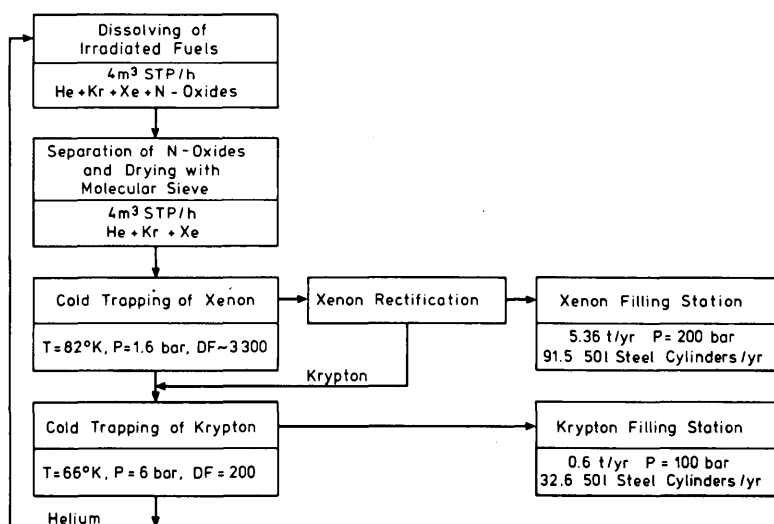 Dissolving of
Irradiated Fuels
4m³ STP/h
He+Kr+Xe+N-Oxides
Separation of N-Oxides
and Drying with
Molecular Sieve
4m³ STP/h
He+Kr+Xe
Cold Trapping of Xenon
T=82°K, P=1.6 bar, DF~3300
Xenon Rectification
Xenon Filling Station
5.36 t/yr P= 200 bar
91.5 50l Steel Cylinders/yr
Krypton
Cold Trapping of Krypton
T=66°K, P=6 bar, DF=200
Krypton Filling Station
0.6 t/yr P= 100 bar
32.6 50l Steel Cylinders/yr
Helium